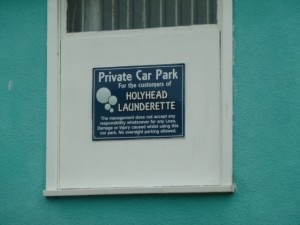 Private Car Park
For the customers of
HOLYHEAD
LAUNDERETTE
The management does not accept any
responsibility whatsoever for any Loss,
Damage or Injury caused whilst using this
car park. No overnight parking allowed.